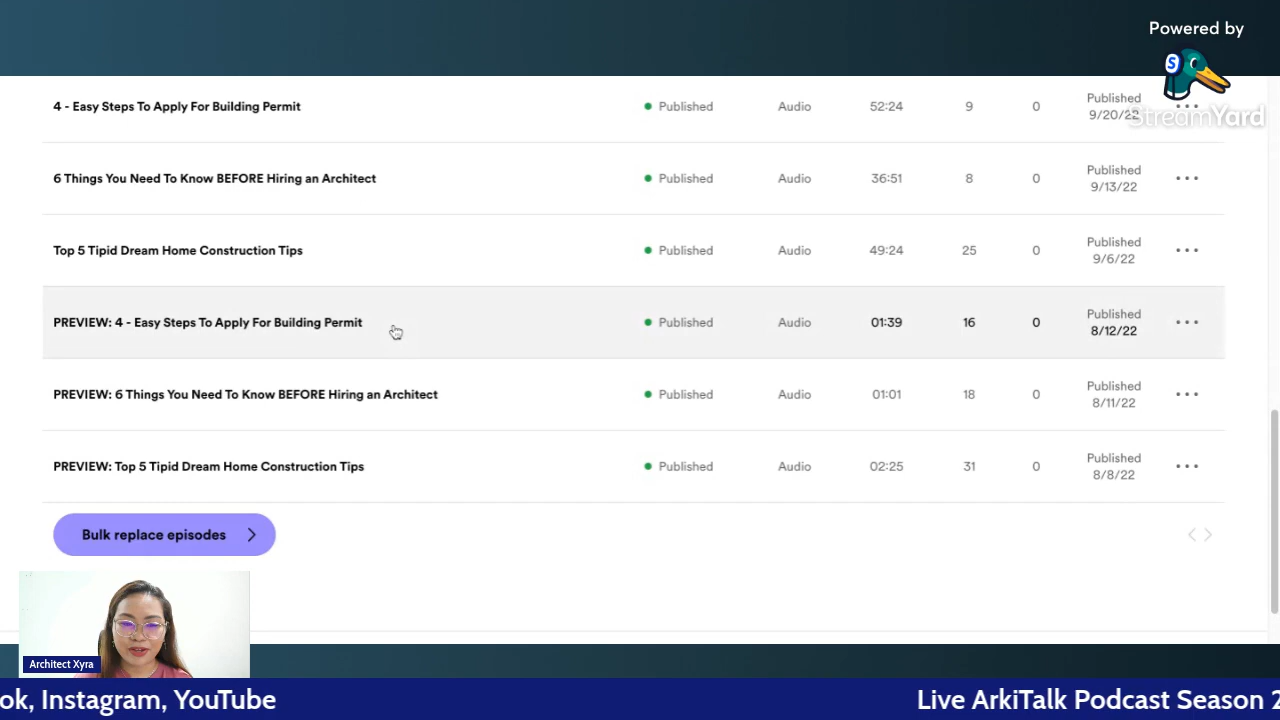 Powered by
S
StreamYard
4 - Easy Steps To Apply For Building Permit
Published
Audio
52:24
9
0
Published
9/20/22
6 Things You Need To Know BEFORE Hiring an Architect
Published
Audio
36:51
8
0
Published
9/13/22
Top 5 Tipid Dream Home Construction Tips
Published
Audio
49:24
25
0
Published
9/6/22
PREVIEW: 4 - Easy Steps To Apply For Building Permit
Published
Audio
01:39
16
0
Published
8/12/22
PREVIEW: 6 Things You Need To Know BEFORE Hiring an Architect
Published
Audio
01:01
18
0
Published
8/11/22
PREVIEW: Top 5 Tipid Dream Home Construction Tips
Published
Audio
02:25
31
0
Published
8/8/22
Bulk replace episodes
Architect Xyra
ok, Instagram, YouTube
Live ArkiTalk Podcast Season 2